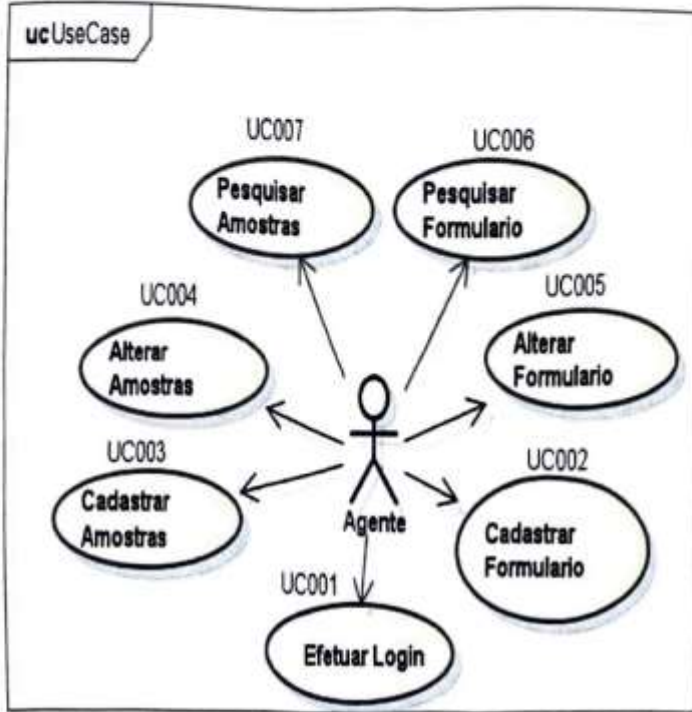 uc UseCase
UC007
UC006
Pesquisar
Amostras
Pesquisar
Formulario
UC004
UC005
Alterar
Amostras
Alterar
Formulario
UC003
UC002
Cadastrar
Amostras
Cadastrar
Formulario
Agente
UC001
Efetuar Login